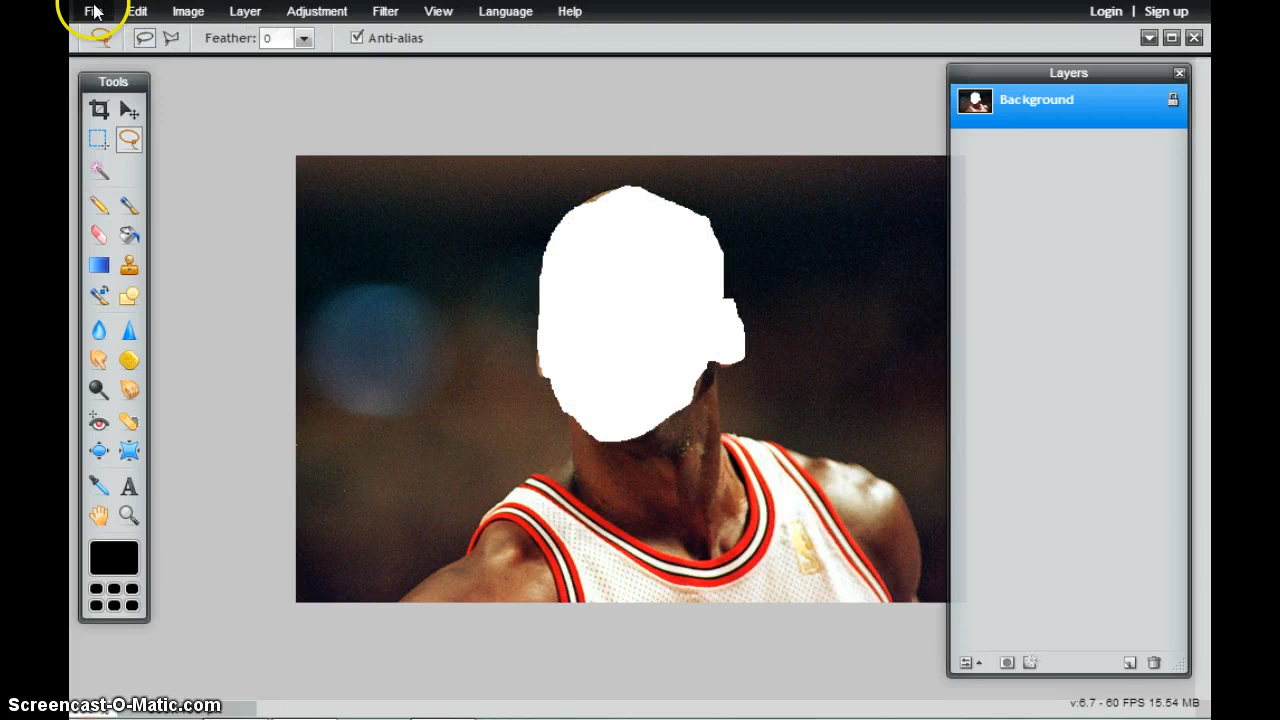 File Edit Image Layer Adjustment Filter View Language Help Login | Sign up
Feather: 0 Anti-alias
Tools
Layers
Background
v:6.7 - 60 FPS 15.54 MB
Screencast-O-Matic.com